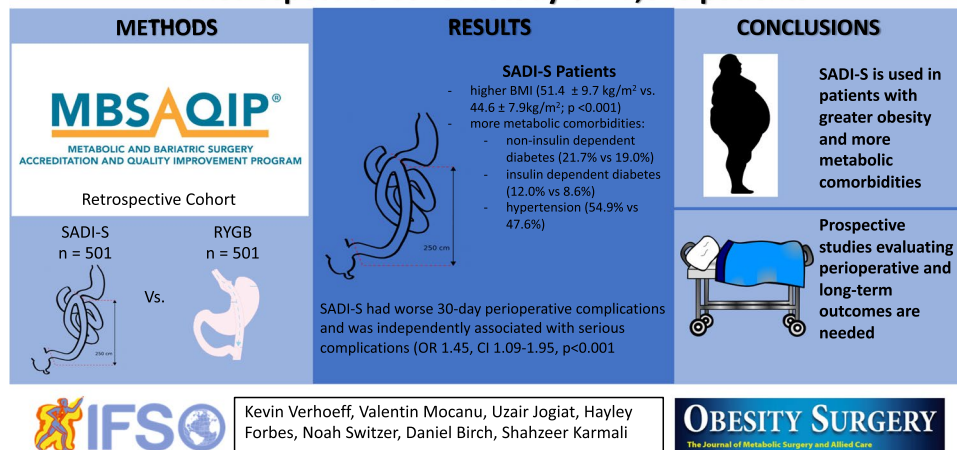 METHODS
MBSAQIP®
METABOLIC AND BARIATRIC SURGERY
ACCREDITATION AND QUALITY IMPROVEMENT PROGRAM
Retrospective Cohort
SADI-S
n = 501
Vs.
RYGB
n = 501
250 cm
RESULTS
SADI-S Patients
- higher BMI (51.4 ± 9.7 kg/m² vs.
44.6 ± 7.9kg/m²; p <0.001)
- more metabolic comorbidities:
- non-insulin dependent
diabetes (21.7% vs 19.0%)
- insulin dependent diabetes
(12.0% vs 8.6%)
- hypertension (54.9% vs
47.6%)
250 cm
SADI-S had worse 30-day perioperative complications
and was independently associated with serious
complications (OR 1.45, CI 1.09-1.95, p<0.001
CONCLUSIONS
SADI-S is used in
patients with
greater obesity
and more
metabolic
comorbidities
Prospective
studies evaluating
perioperative and
long-term
outcomes are
needed
IFSO
Kevin Verhoeff, Valentin Mocanu, Uzair Jogiat, Hayley
Forbes, Noah Switzer, Daniel Birch, Shahzeer Karmali
OBESITY SURGERY
The Journal of Metabolic Surgery and Allied Care